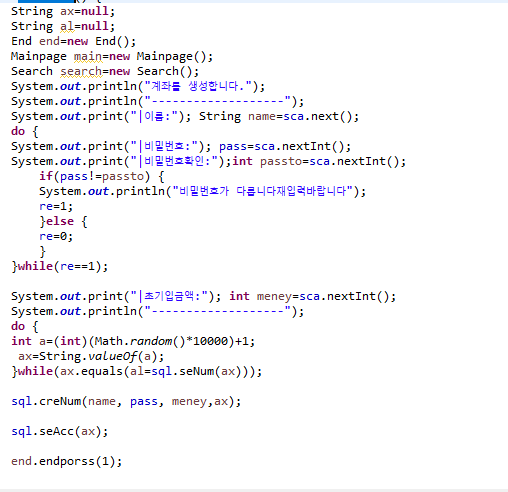 () {
String ax=null;
String al=null;
End end=new End();
Mainpage main=new Mainpage();
Search search=new Search();
System.out.println("계좌를 생성합니다.");
System.out.println("-------------------");
System.out.print("|이름:"); String name=sca.next();
do {
System.out.print("|비밀번호:"); pass=sca.nextInt();
System.out.print("|비밀번호확인:");int passto=sca.nextInt();
if(pass!=passto) {
System.out.println("비밀번호가 다릅니다재입력바랍니다");
re=1;
}else {
re=0;
}
}while(re==1);
System.out.print("|초기입금액:"); int meney=sca.nextInt();
System.out.println("-------------------");
do {
int a=(int)(Math.random()*10000)+1;
ax=String.valueOf(a);
}while(ax.equals(al=sql.seNum(ax)));
sql.creNum(name, pass, meney,ax);
sql.seAcc(ax);
end.endporss(1);